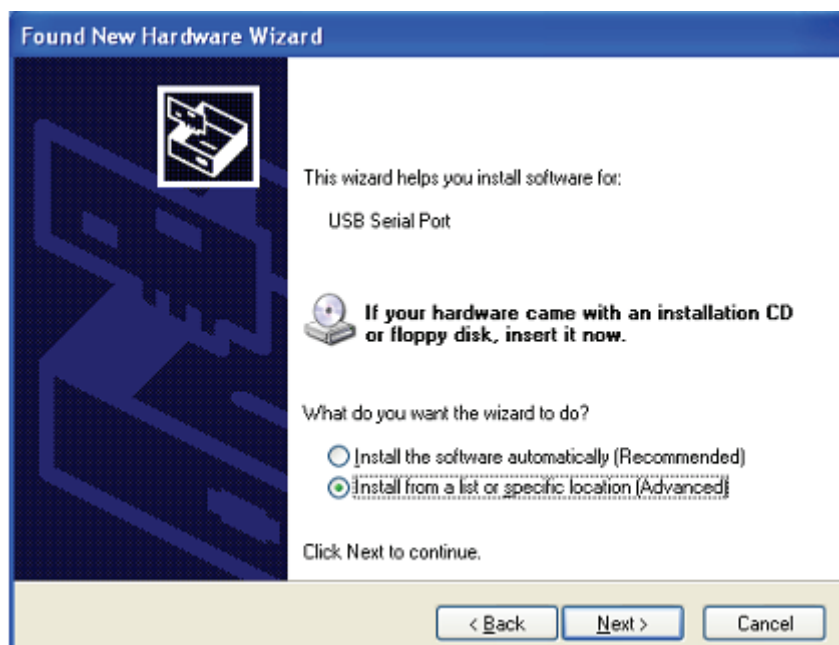 Found New Hardware Wizard
This wizard helps you install software for:
USB Serial Port
If your hardware came with an installation CD
or floppy disk, insert it now.
What do you want the wizard to do?
Install the software automatically (Recommended)
Install from a list or specific location (Advanced)
Click Next to continue.
< Back Next > Cancel